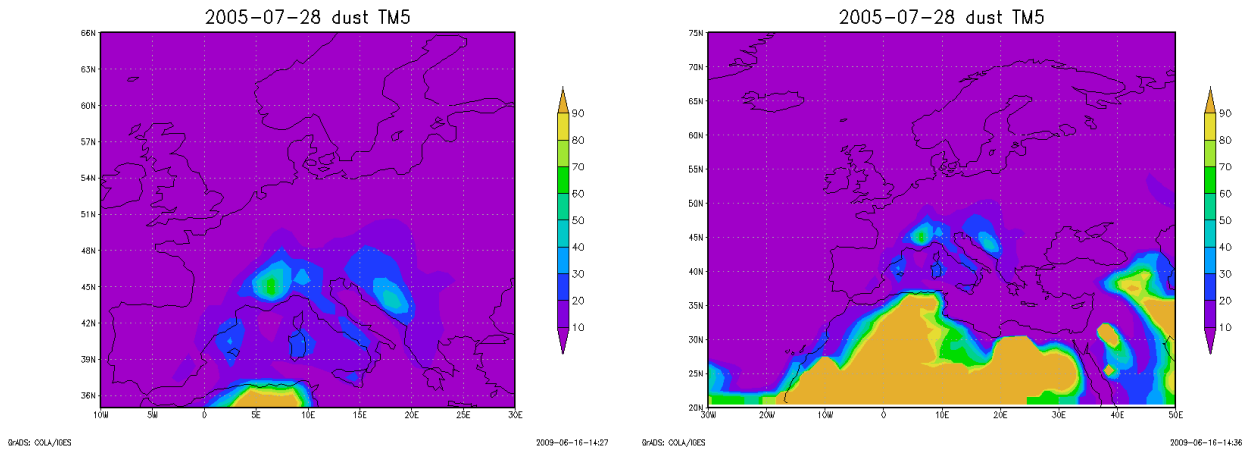 2005-07-28 dust TM5
66N
63N
60N
57N
54N
51N
48N
45N
42N
39N
36N
10W 5W 0 5E 10E 15E 20E 25E 30E
90
80
70
60
50
40
30
20
10
GrADS: COLA/IGES
2009-06-16-14:27
2005-07-28 dust TM5
75N
70N
65N
60N
55N
50N
45N
40N
35N
30N
25N
20N
30W 20W 10W 0 10E 20E 30E 40E 50E
90
80
70
60
50
40
30
20
10
GrADS: COLA/IGES
2009-06-16-14:36